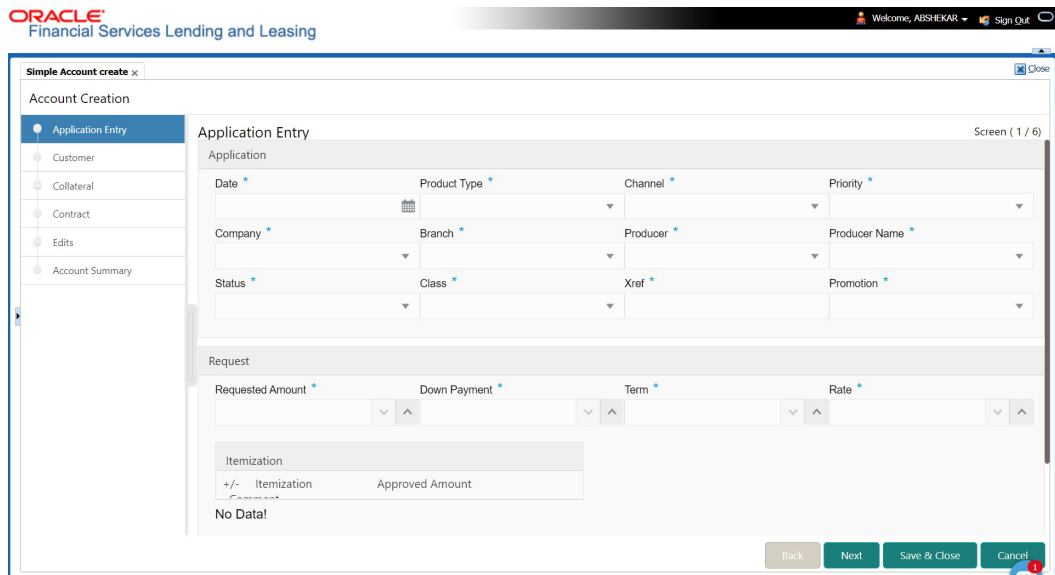 ORACLE
Financial Services Lending and Leasing
Welcome, ABSHEKAR
Sign Out
Simple Account create
Close
Account Creation
Application Entry
Customer
Collateral
Contract
Edits
Account Summary
Application Entry
Screen ( 1 / 6)
Application
Date * Product Type * Channel * Priority *
Company * Branch * Producer * Producer Name *
Status * Class * Xref * Promotion *
Request
Requested Amount * Down Payment * Term * Rate *
Itemization
+/- Itemization Approved Amount
Comment
No Data!
Back Next Save & Close Cancel
1